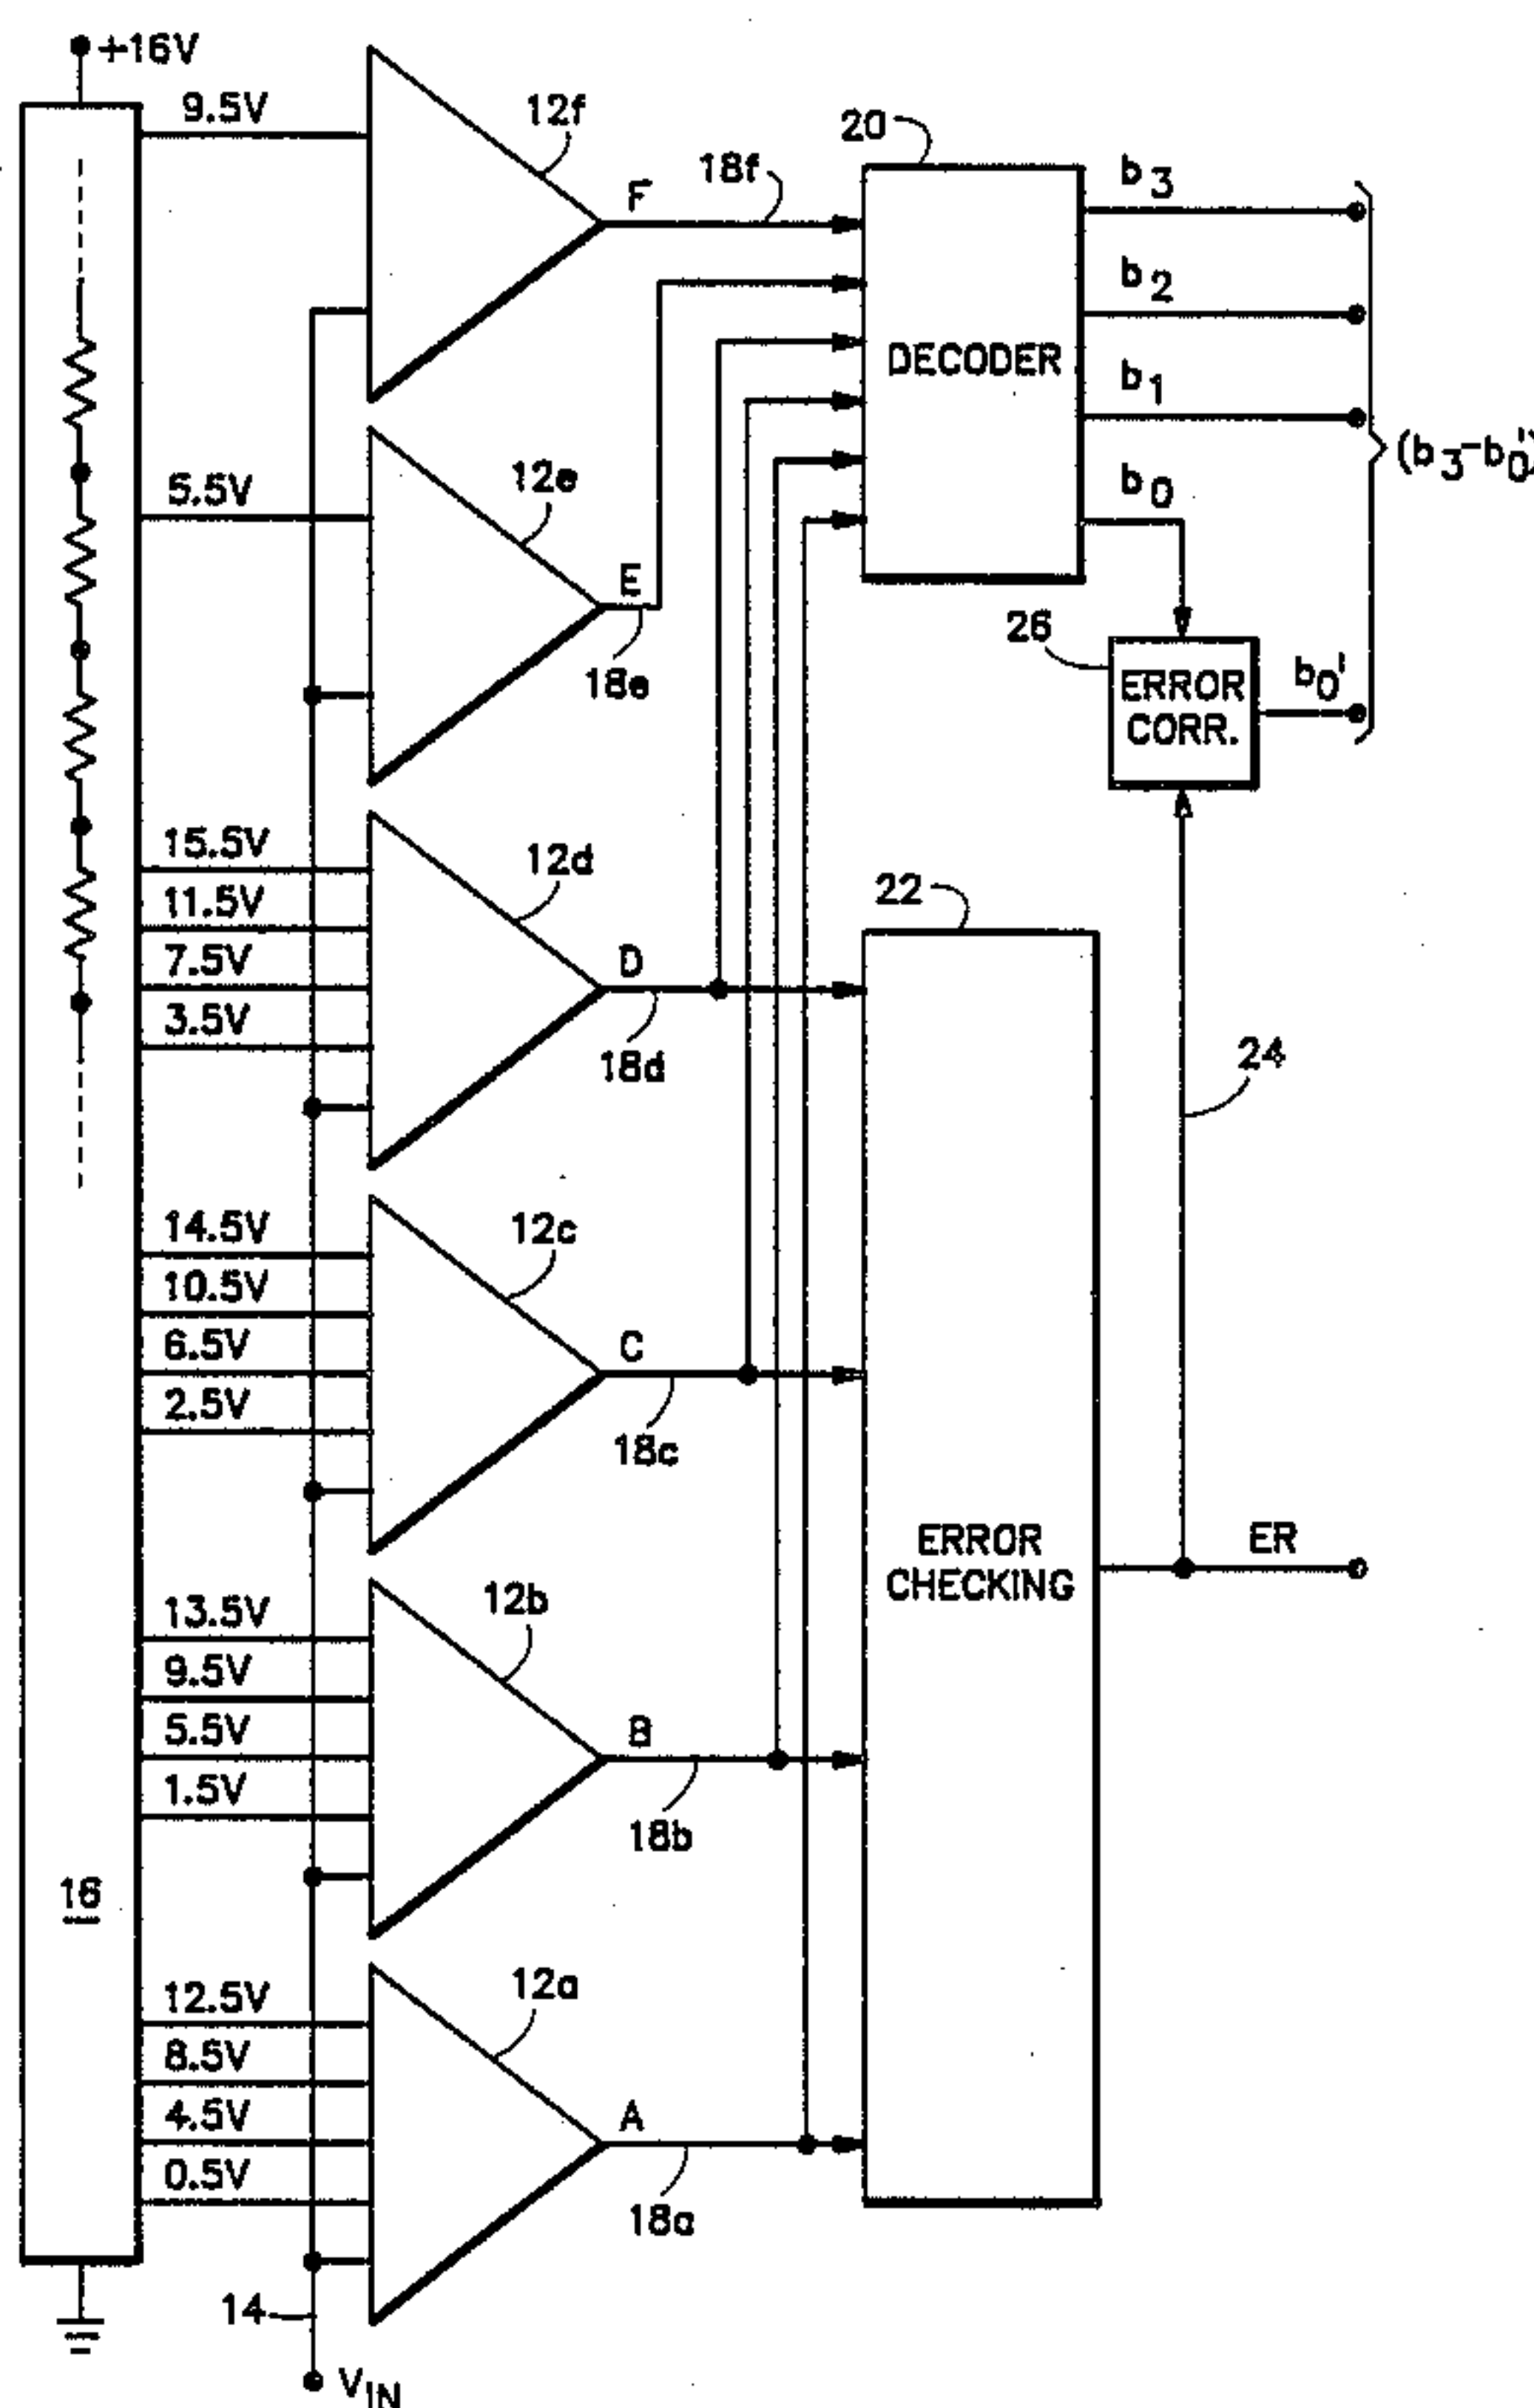 +16V
9.5V
12f
F
18f
20
DECODER
b3
b2
b1
b0
(b3-b0')
5.5V
12e
E
18e
26
ERROR
CORR.
b0'
15.5V
11.5V
7.5V
3.5V
12d
D
18d
22
24
14.5V
10.5V
6.5V
2.5V
12c
C
18c
ERROR
CHECKING
ER
13.5V
9.5V
5.5V
1.5V
12b
B
18b
16
12.5V
8.5V
4.5V
0.5V
12a
A
18a
14
VIN